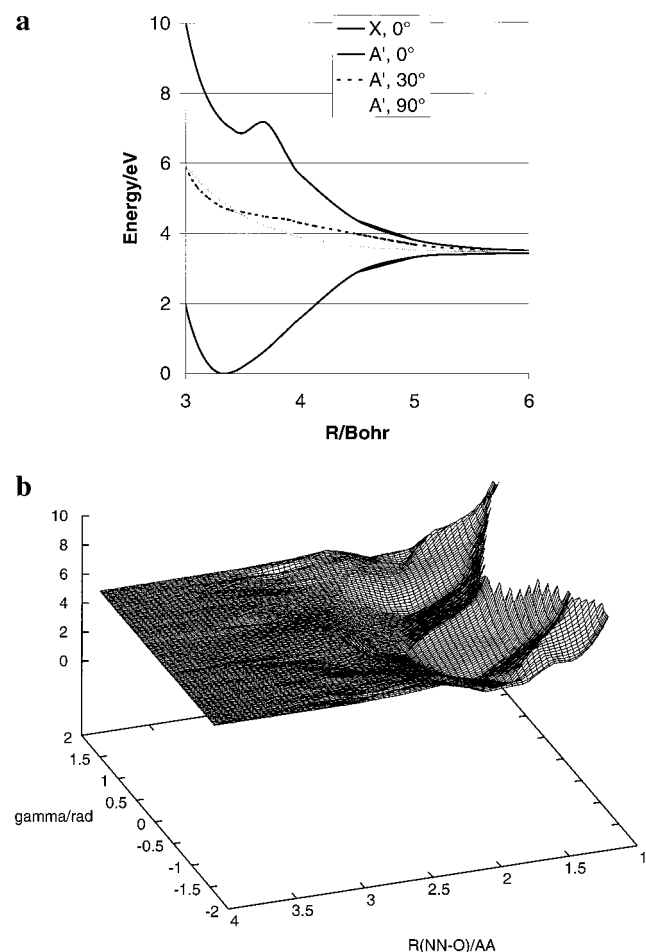 a
X, 0°
A', 0°
A', 30°
A', 90°
10
8
6
4
2
0
Energy/eV
3 4 5 6
R/Bohr
b
10
8
6
4
2
0
2
1.5
1
0.5
0
-0.5
-1
-1.5
-2
gamma/rad
4 3.5 3 2.5 2 1.5 1
R(NN-O)/AA